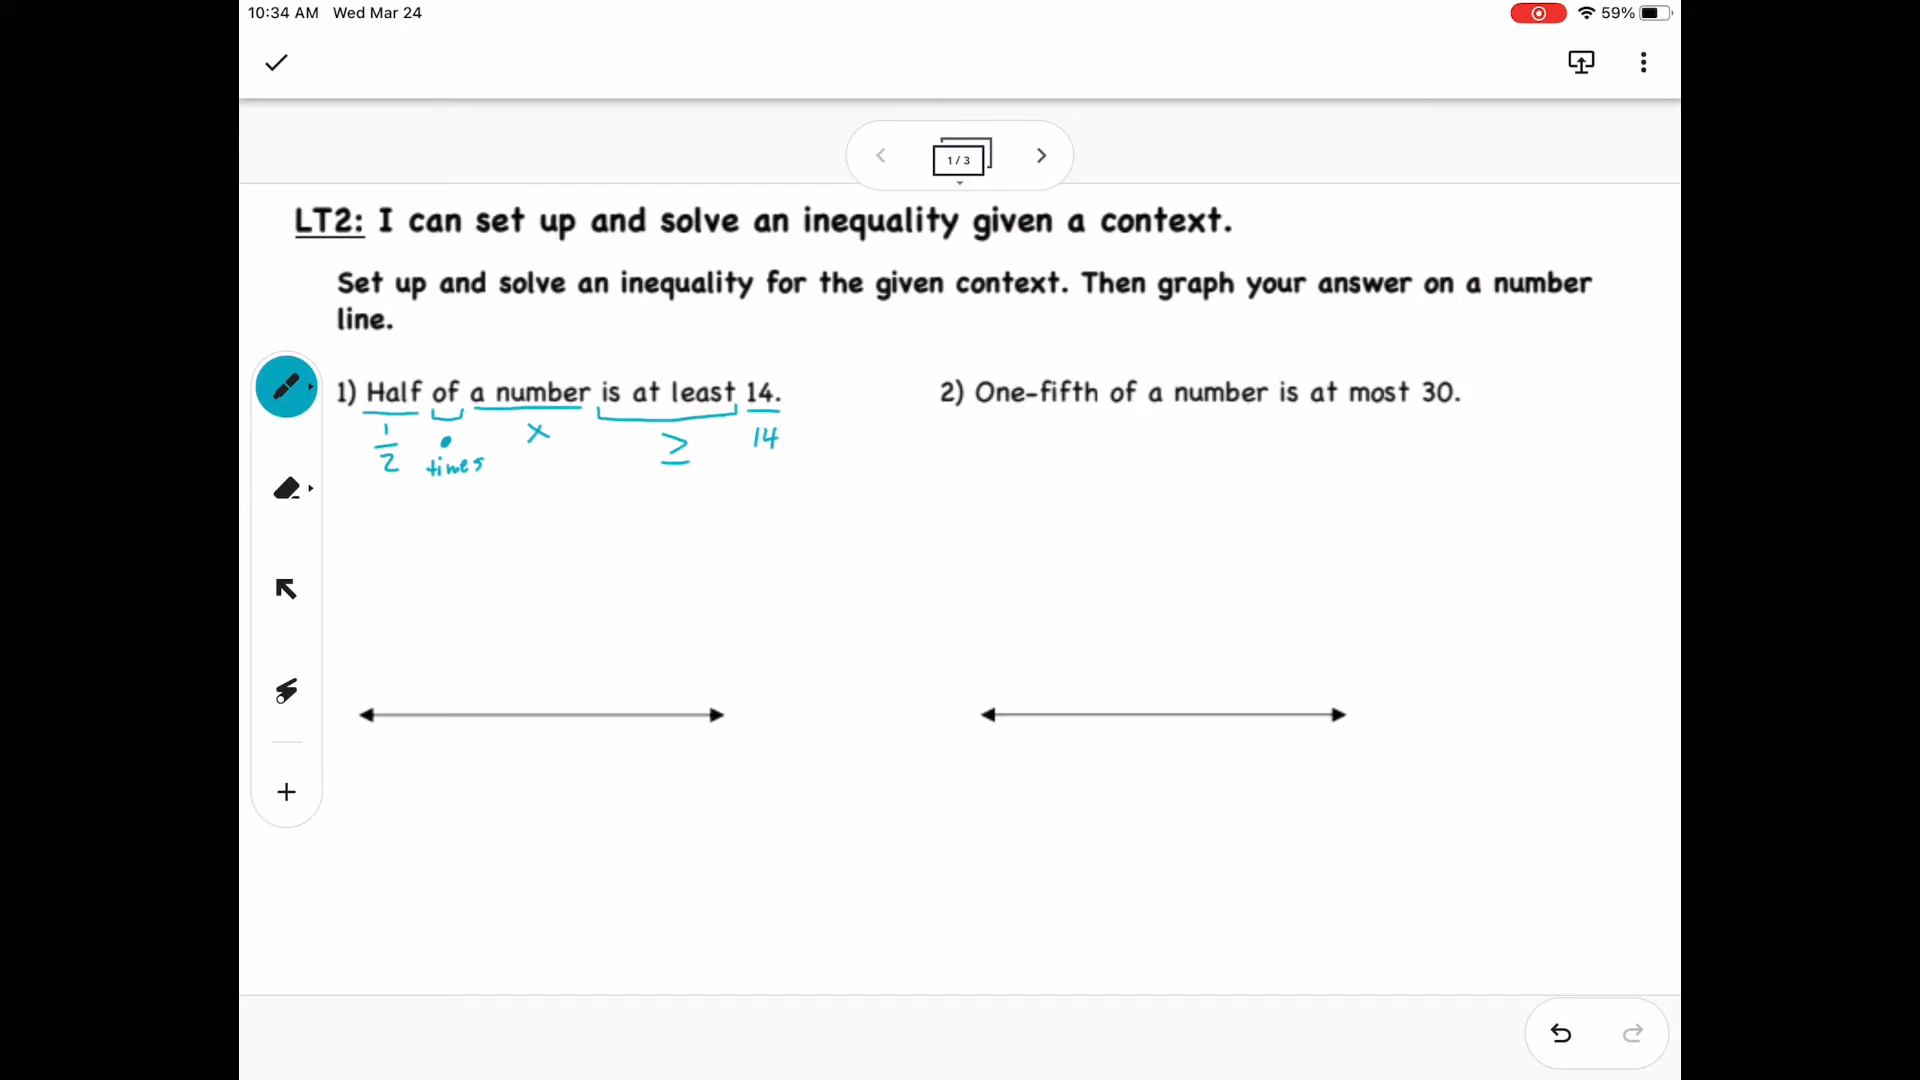 10:34 AM Wed Mar 24
59%
1 / 3
LT2: I can set up and solve an inequality given a context.
Set up and solve an inequality for the given context. Then graph your answer on a number
line.
1) Half of a number is at least 14.
1/2 • x ≥ 14
times
2) One-fifth of a number is at most 30.